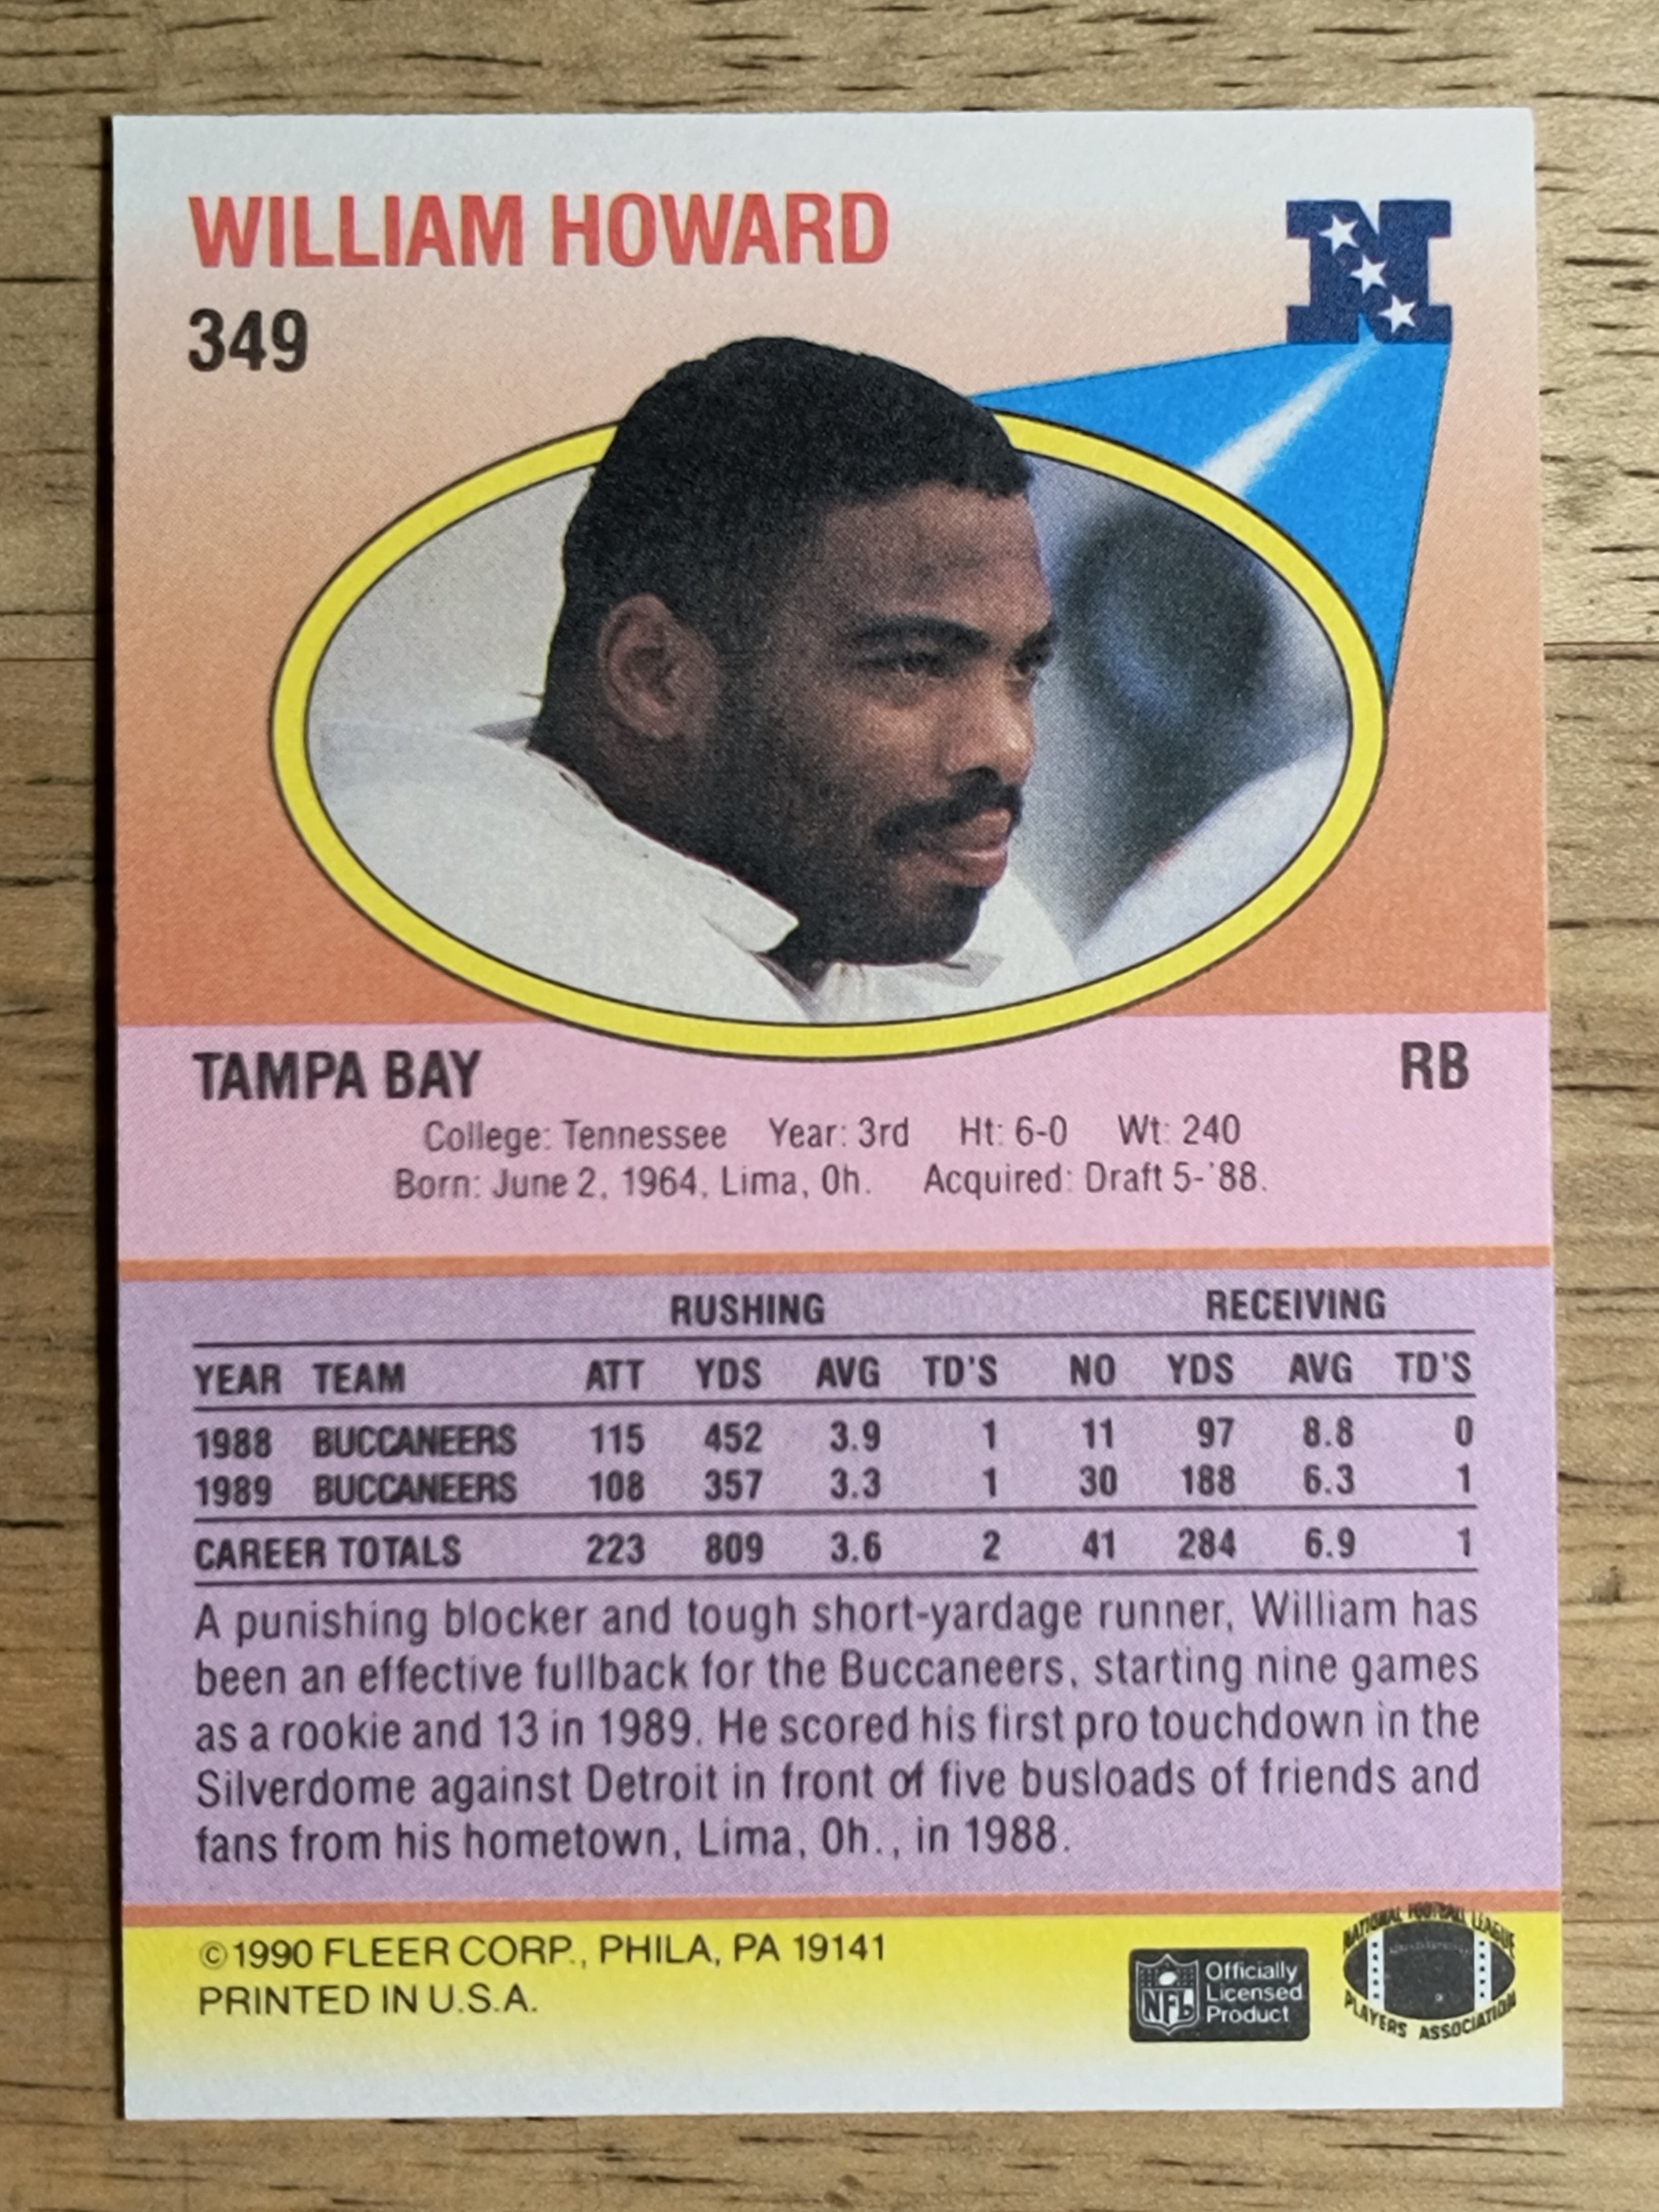 WILLIAM HOWARD
349
TAMPA BAY RB
College: Tennessee Year: 3rd Ht: 6-0 Wt: 240
Born: June 2, 1964, Lima, Oh. Acquired: Draft 5-'88.
RUSHING RECEIVING
YEAR TEAM ATT YDS AVG TD'S NO YDS AVG TD'S
1988 BUCCANEERS 115 452 3.9 1 11 97 8.8 0
1989 BUCCANEERS 108 357 3.3 1 30 188 6.3 1
CAREER TOTALS 223 809 3.6 2 41 284 6.9 1
A punishing blocker and tough short-yardage runner, William has
been an effective fullback for the Buccaneers, starting nine games
as a rookie and 13 in 1989. He scored his first pro touchdown in the
Silverdome against Detroit in front of five busloads of friends and
fans from his hometown, Lima, Oh., in 1988.
©1990 FLEER CORP., PHILA, PA 19141
PRINTED IN U.S.A.
NFL
Officially
Licensed
Product
NATIONAL FOOTBALL LEAGUE
PLAYERS ASSOCIATION